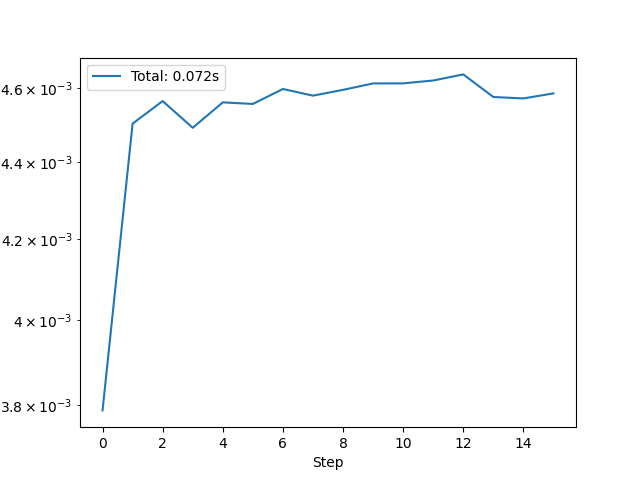 Total: 0.072s
4.6 × 10⁻³
4.4 × 10⁻³
4.2 × 10⁻³
4 × 10⁻³
3.8 × 10⁻³
0 2 4 6 8 10 12 14
Step